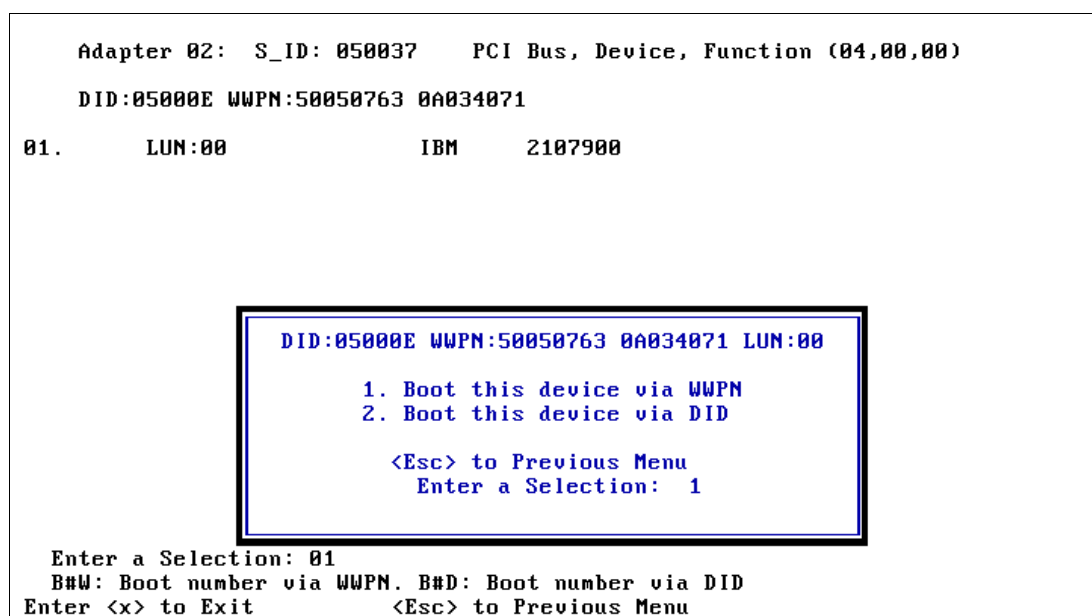 Adapter 02: S_ID: 050037 PCI Bus, Device, Function (04,00,00)
DID:05000E WWPN:50050763 0A034071
01. LUN:00 IBM 2107900
DID:05000E WWPN:50050763 0A034071 LUN:00
1. Boot this device via WWPN
2. Boot this device via DID
<Esc> to Previous Menu
Enter a Selection: 1
Enter a Selection: 01
B#W: Boot number via WWPN. B#D: Boot number via DID
Enter <x> to Exit <Esc> to Previous Menu